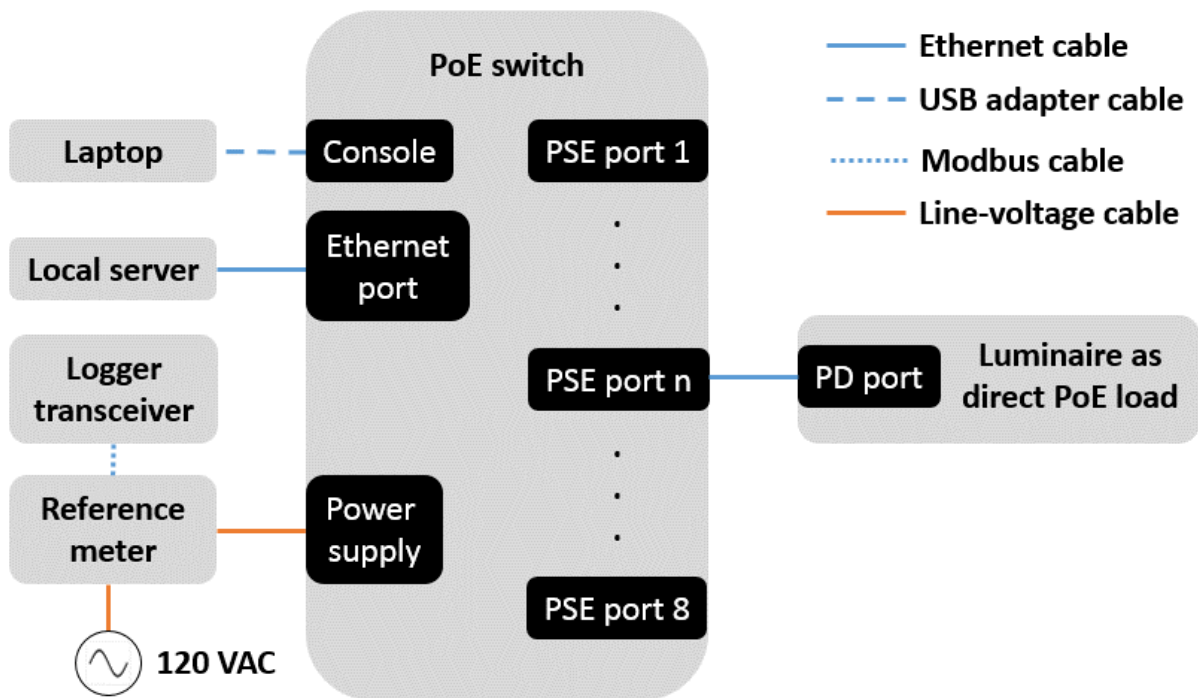 PoE switch
Ethernet cable
USB adapter cable
Modbus cable
Line-voltage cable
Laptop
Console
PSE port 1
Local server
Ethernet
port
Logger
transceiver
PSE port n
PD port
Luminaire as
direct PoE load
Reference
meter
Power
supply
PSE port 8
120 VAC